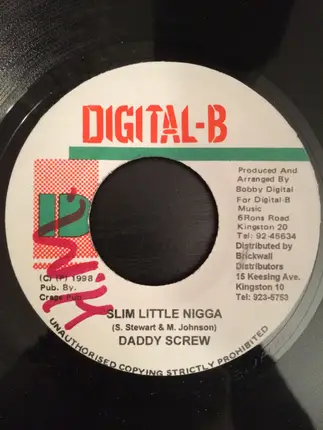 DIGITAL-B
Produced And
Arranged By
Bobby Digital
For Digital-B
Music
6Rons Road
Kingston 20
Tel: 92-45634
Distributed by
Brickwall
Distributors
15 Keesing Ave.
Kingston 10
Tel: 923-5753
(C) (P) 1998
Pub. By.
SLIM LITTLE NIGGA
(S. Stewart & M. Johnson)
DADDY SCREW
UNAUTHORISED COPYING STRICTLY PROHIBITED